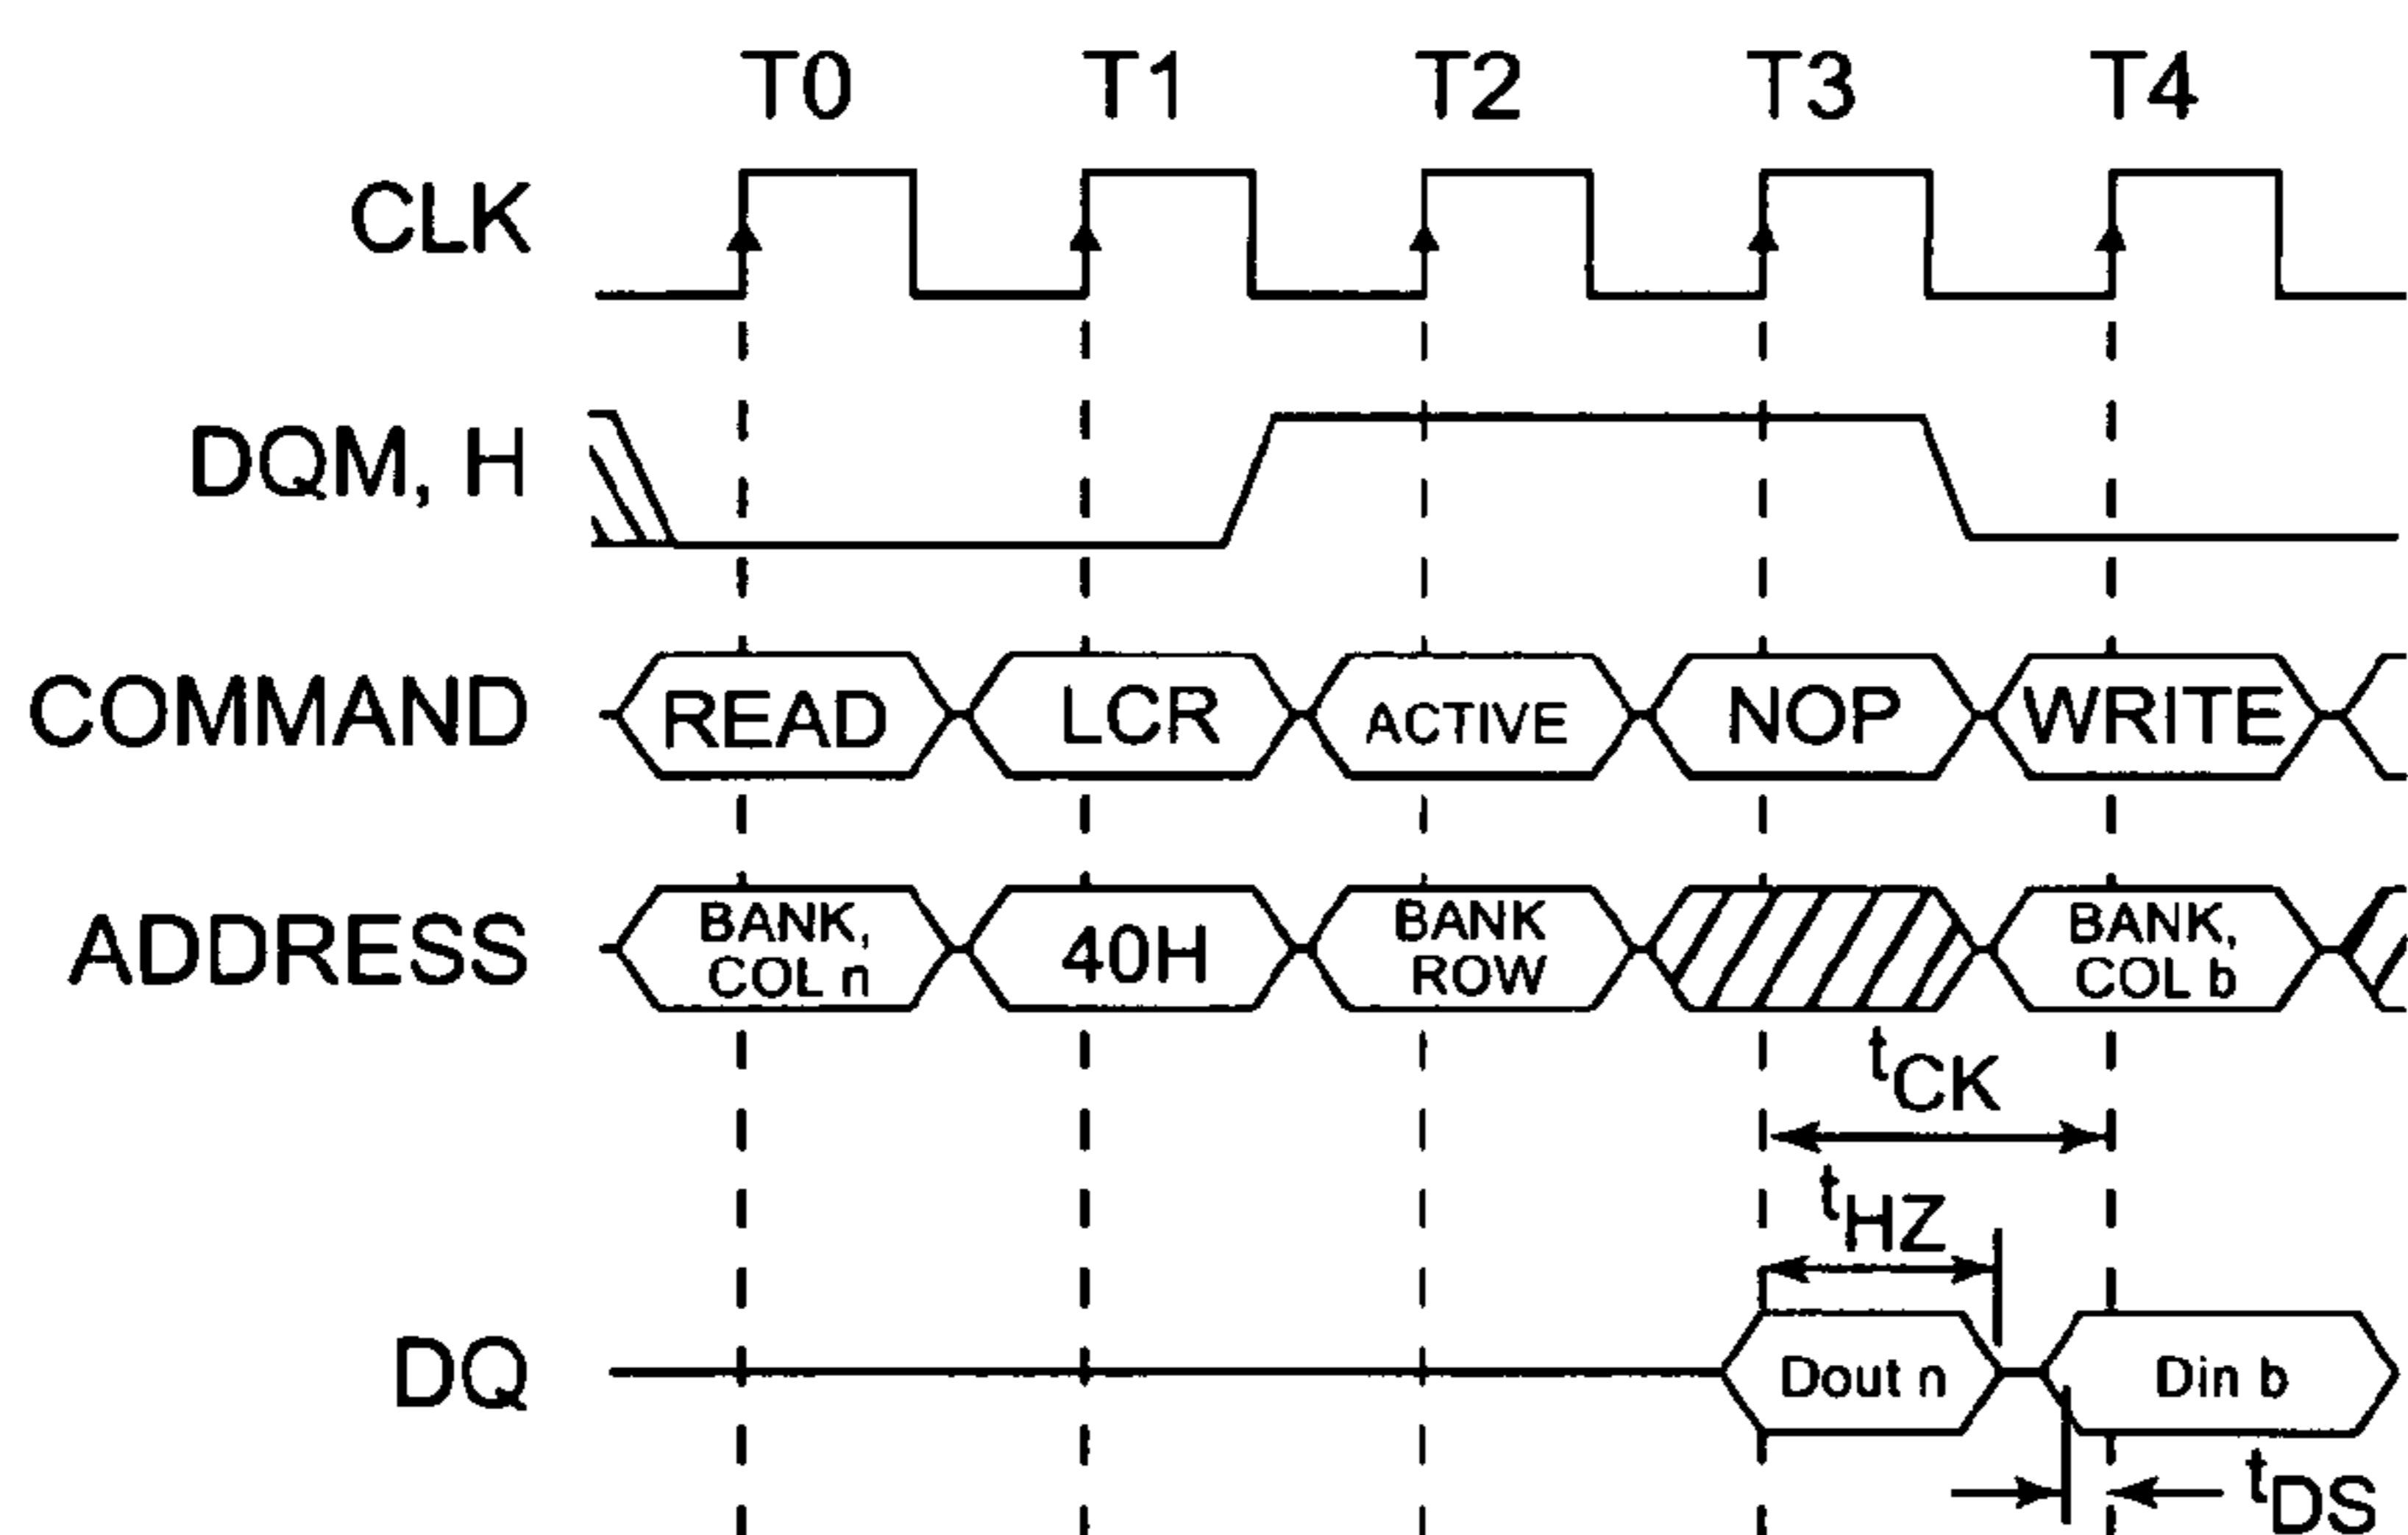 T0 T1 T2 T3 T4
CLK
DQM, H
COMMAND READ LCR ACTIVE NOP WRITE
ADDRESS BANK, COL n 40H BANK ROW BANK, COL b
tCK
tHZ
DQ Dout n Din b
tDS